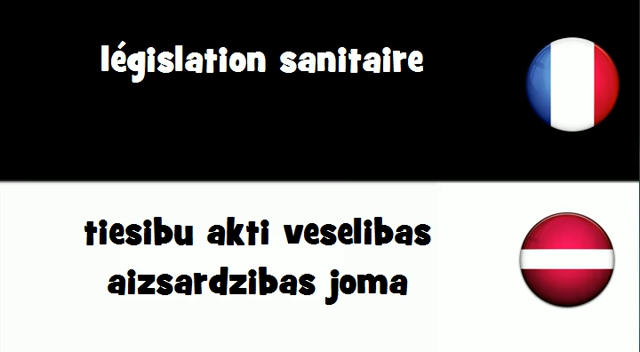 législation sanitaire
tiesibu akti veselibas
aizsardzibas joma